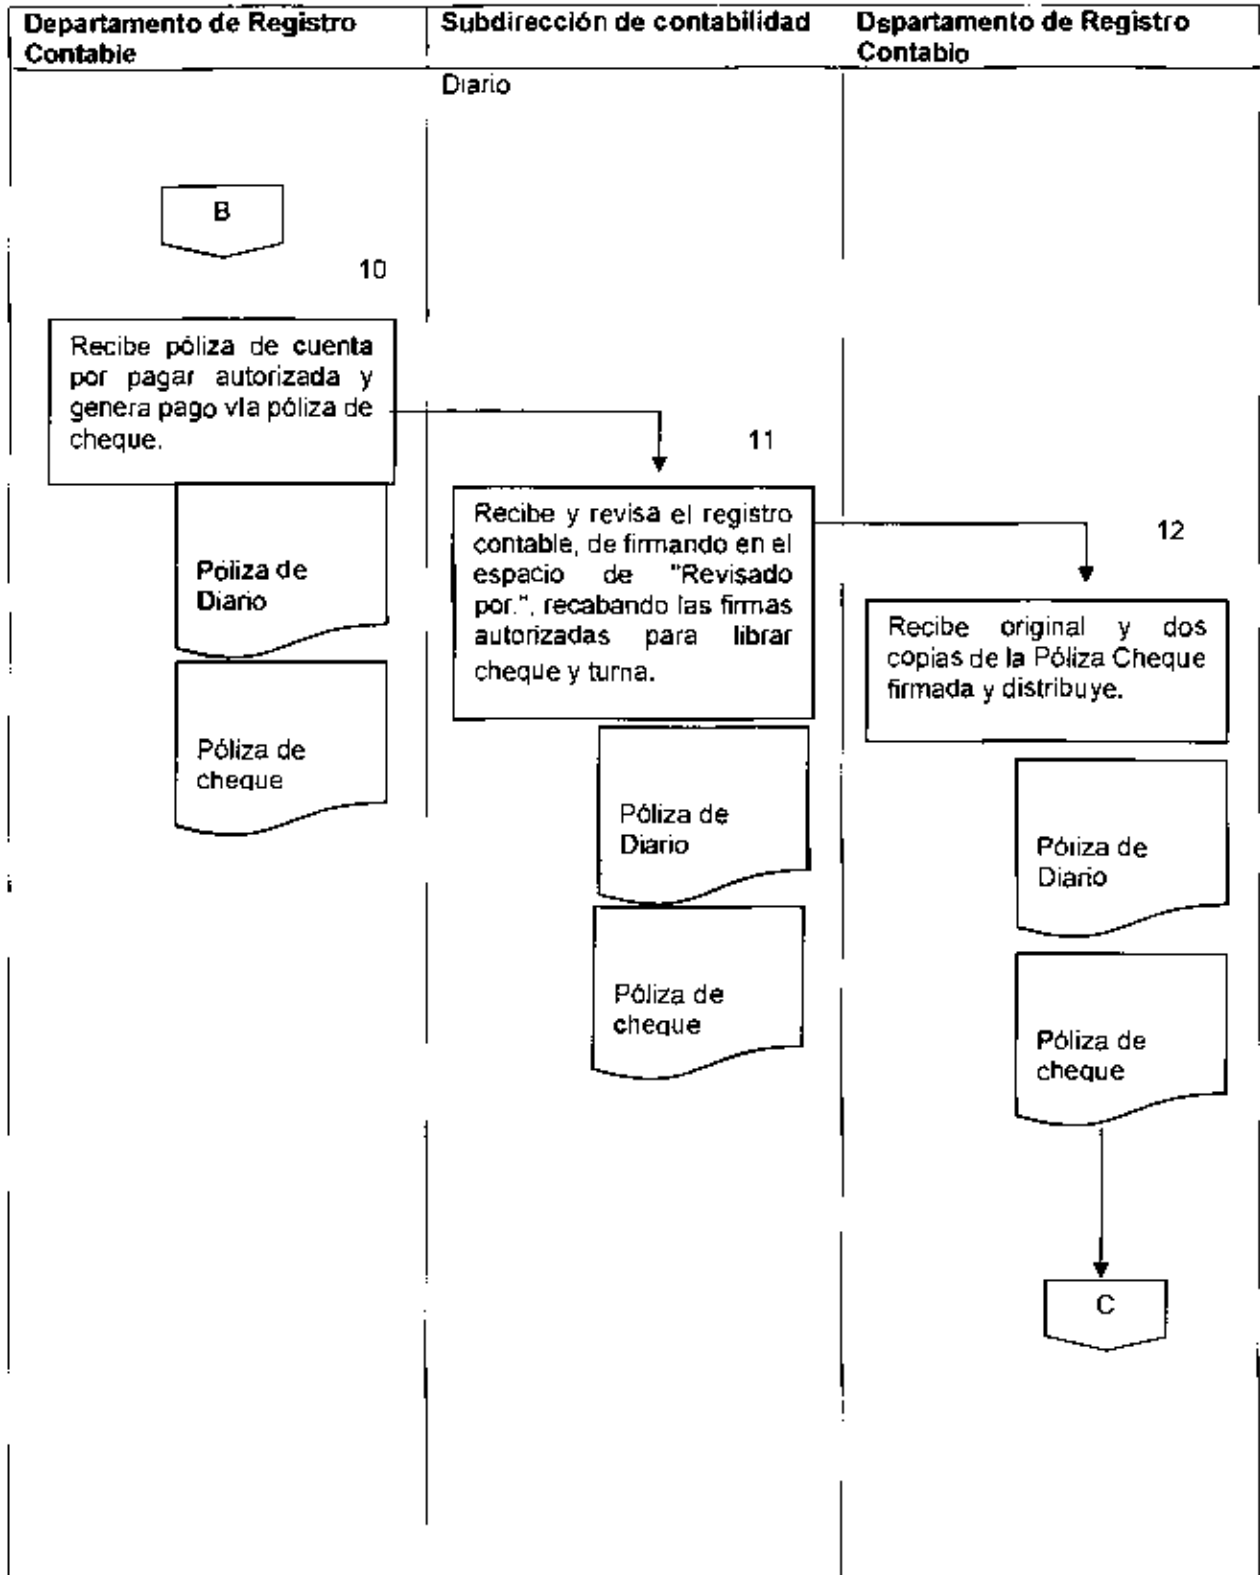 Departamento de Registro
Contabie
Subdirección de contabilidad
Dspartamento de Registro
Contabio
Diario
B
10
Recibe póliza de cuenta
por pagar autorizada y
genera pago vla póliza de
cheque.
Póliza de
Diario
Póliza de
cheque
11
Recibe y revisa el registro
contable, de firmando en el
espacio de "Revisado
por.", recabando las firmas
autorizadas para librar
cheque y turna.
Póliza de
Diario
Póliza de
cheque
12
Recibe original y dos
copias de la Póliza Cheque
firmada y distribuye.
Póiiza de
Diario
Póliza de
cheque
C